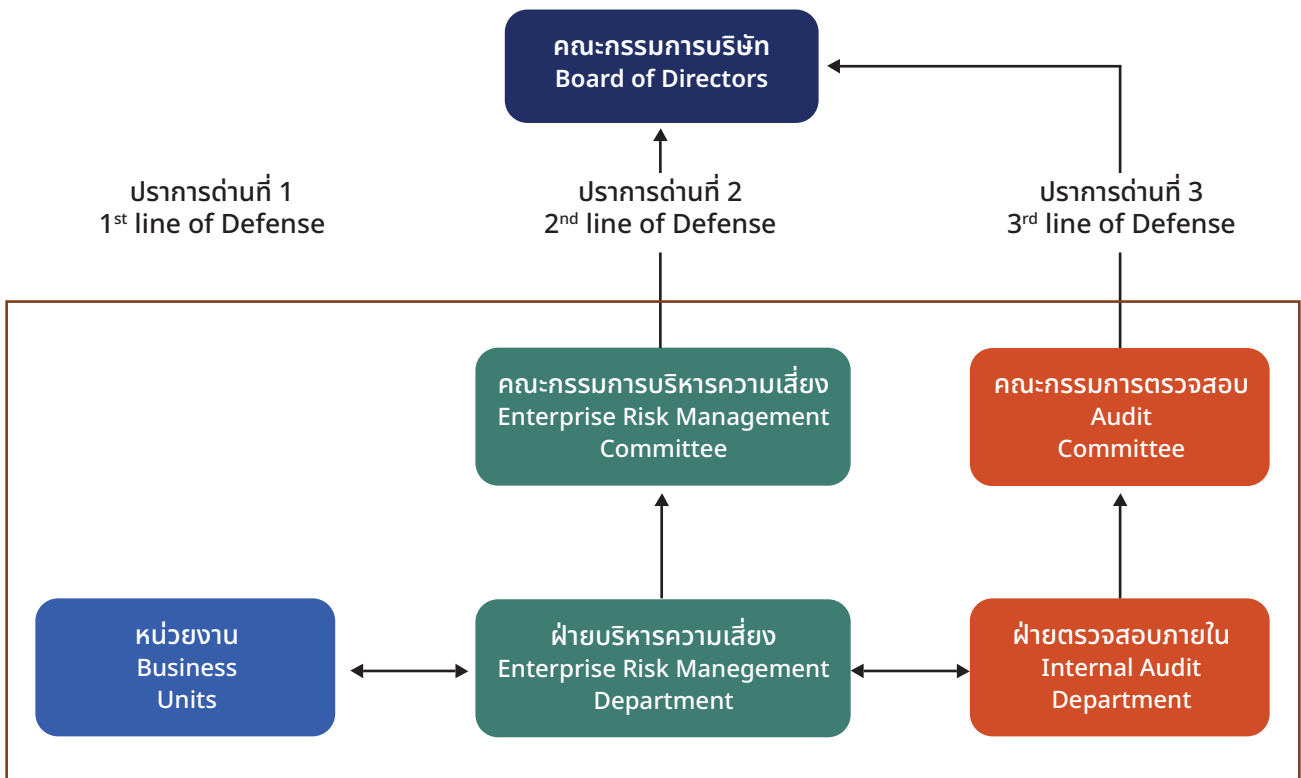 คณะกรรมการบริษัท
Board of Directors
ปราการด่านที่ 1
1st line of Defense
ปราการด่านที่ 2
2nd line of Defense
ปราการด่านที่ 3
3rd line of Defense
คณะกรรมการบริหารความเสี่ยง
Enterprise Risk Management
Committee
คณะกรรมการตรวจสอบ
Audit
Committee
หน่วยงาน
Business
Units
ฝ่ายบริหารความเสี่ยง
Enterprise Risk Manegement
Department
ฝ่ายตรวจสอบภายใน
Internal Audit
Department